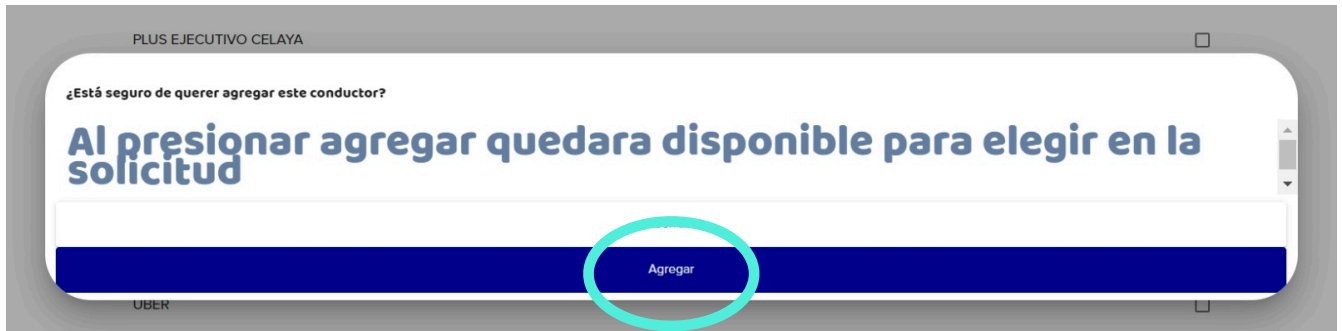 PLUS EJECUTIVO CELAYA
¿Está seguro de querer agregar este conductor?
Al presionar agregar quedara disponible para elegir en la
solicitud
Agregar
UBER